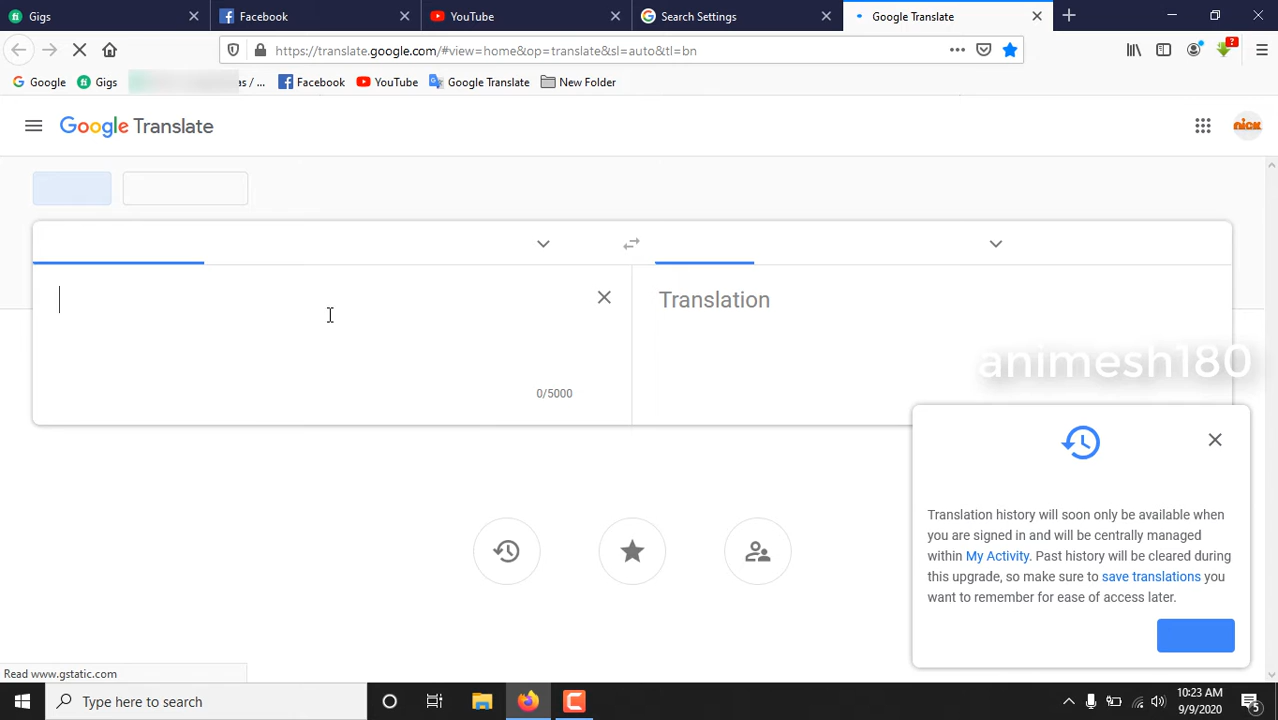 Gigs
Facebook
YouTube
Search Settings
Google Translate
https://translate.google.com/#view=home&op=translate&sl=auto&tl=bn
Google
Gigs
as / ...
Facebook
YouTube
Google Translate
New Folder
Google Translate
nick
Translation
0/5000
animesh180
Translation history will soon only be available when
you are signed in and will be centrally managed
within My Activity. Past history will be cleared during
this upgrade, so make sure to save translations you
want to remember for ease of access later.
Read www.gstatic.com
Type here to search
10:23 AM
9/9/2020
5